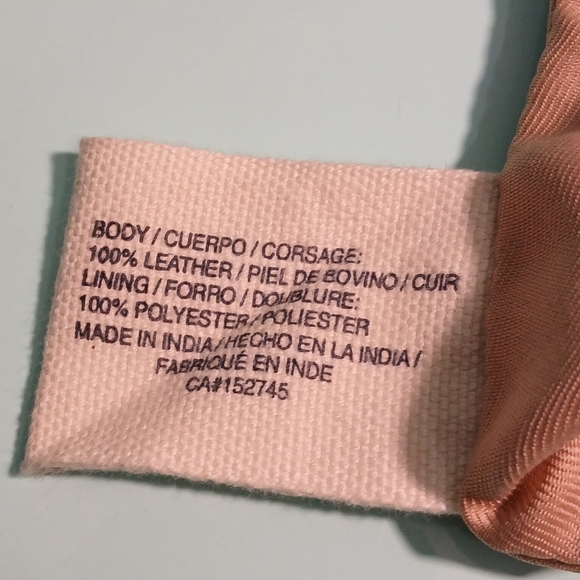 BODY / CUERPO / CORSAGE:
100% LEATHER / PIEL DE BOVINO / CUIR
LINING / FORRO / DOUBLURE:
100% POLYESTER / POLIESTER
MADE IN INDIA / HECHO EN LA INDIA /
FABRIQUÉ EN INDE
CA#152745